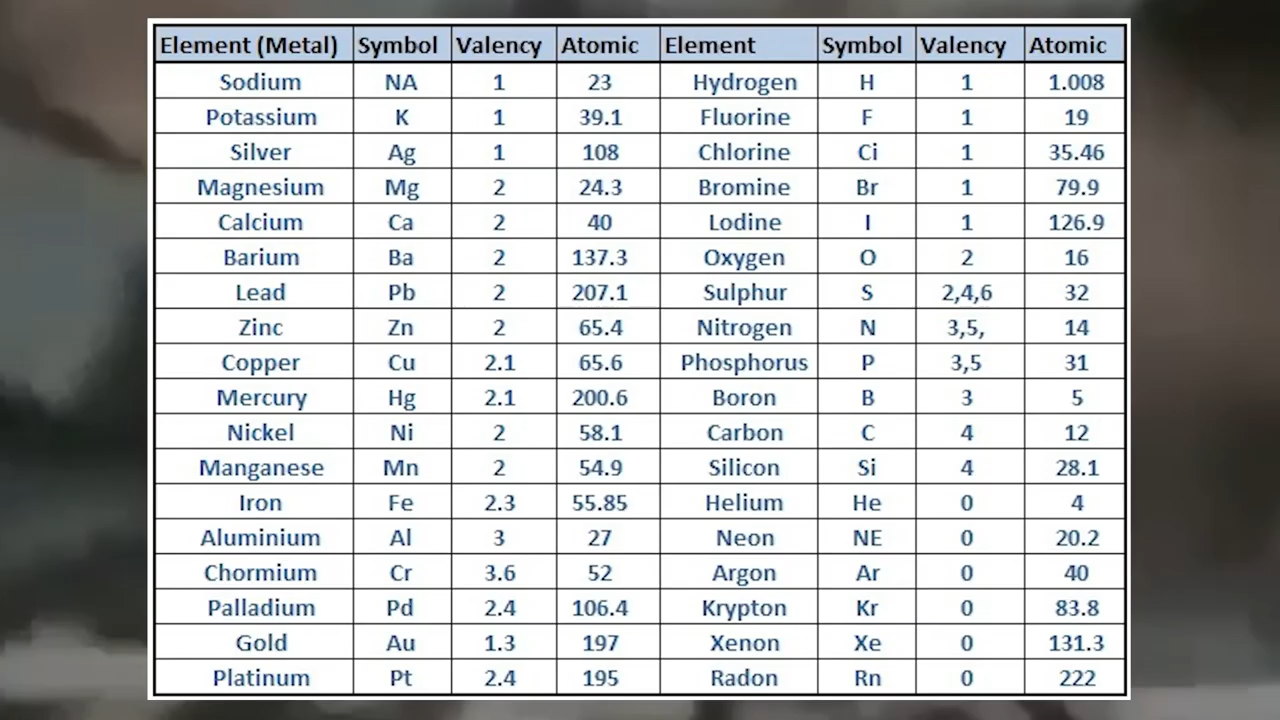 Element (Metal) Symbol Valency Atomic Element Symbol Valency Atomic
Sodium NA 1 23 Hydrogen H 1 1.008
Potassium K 1 39.1 Fluorine F 1 19
Silver Ag 1 108 Chlorine Ci 1 35.46
Magnesium Mg 2 24.3 Bromine Br 1 79.9
Calcium Ca 2 40 Lodine I 1 126.9
Barium Ba 2 137.3 Oxygen O 2 16
Lead Pb 2 207.1 Sulphur S 2,4,6 32
Zinc Zn 2 65.4 Nitrogen N 3,5, 14
Copper Cu 2.1 65.6 Phosphorus P 3,5 31
Mercury Hg 2.1 200.6 Boron B 3 5
Nickel Ni 2 58.1 Carbon C 4 12
Manganese Mn 2 54.9 Silicon Si 4 28.1
Iron Fe 2.3 55.85 Helium He 0 4
Aluminium Al 3 27 Neon NE 0 20.2
Chormium Cr 3.6 52 Argon Ar 0 40
Palladium Pd 2.4 106.4 Krypton Kr 0 83.8
Gold Au 1.3 197 Xenon Xe 0 131.3
Platinum Pt 2.4 195 Radon Rn 0 222